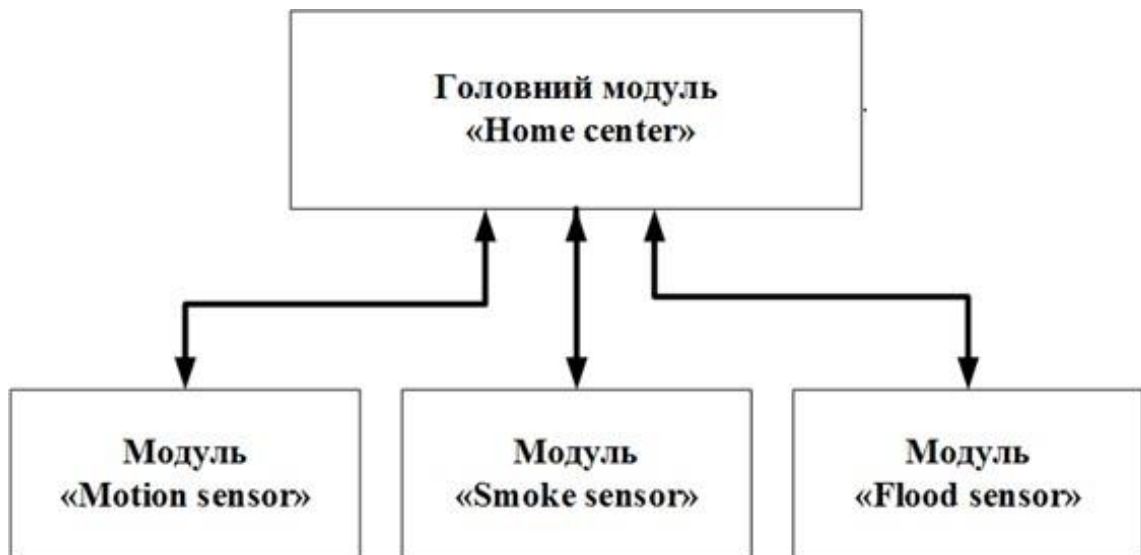 Головний модуль
«Home center»
Модуль
«Motion sensor»
Модуль
«Smoke sensor»
Модуль
«Flood sensor»